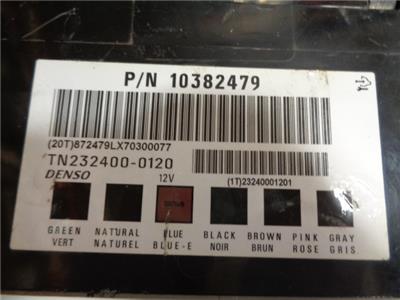 P/N 10382479
(20T)872479LX70300077
TN232400-0120
DENSO
12V
(1T)23240001201
GREEN NATURAL BLUE BLACK BROWN PINK GRAY
VERT NATUREL BLUE-E NOIR BRUN ROSE GRIS